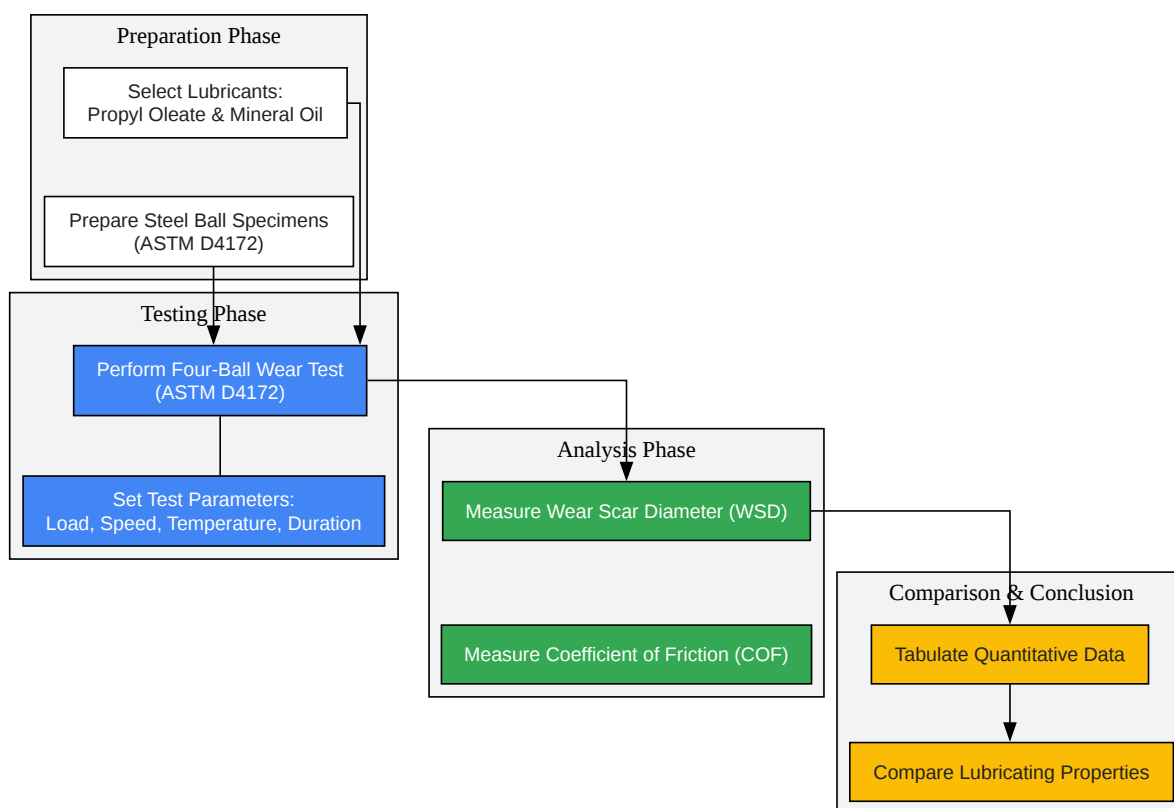 Preparation Phase
Select Lubricants:
Propyl Oleate & Mineral Oil
Prepare Steel Ball Specimens
(ASTM D4172)
Testing Phase
Perform Four-Ball Wear Test
(ASTM D4172)
Set Test Parameters:
Load, Speed, Temperature, Duration
Analysis Phase
Measure Wear Scar Diameter (WSD)
Measure Coefficient of Friction (COF)
Comparison & Conclusion
Tabulate Quantitative Data
Compare Lubricating Properties